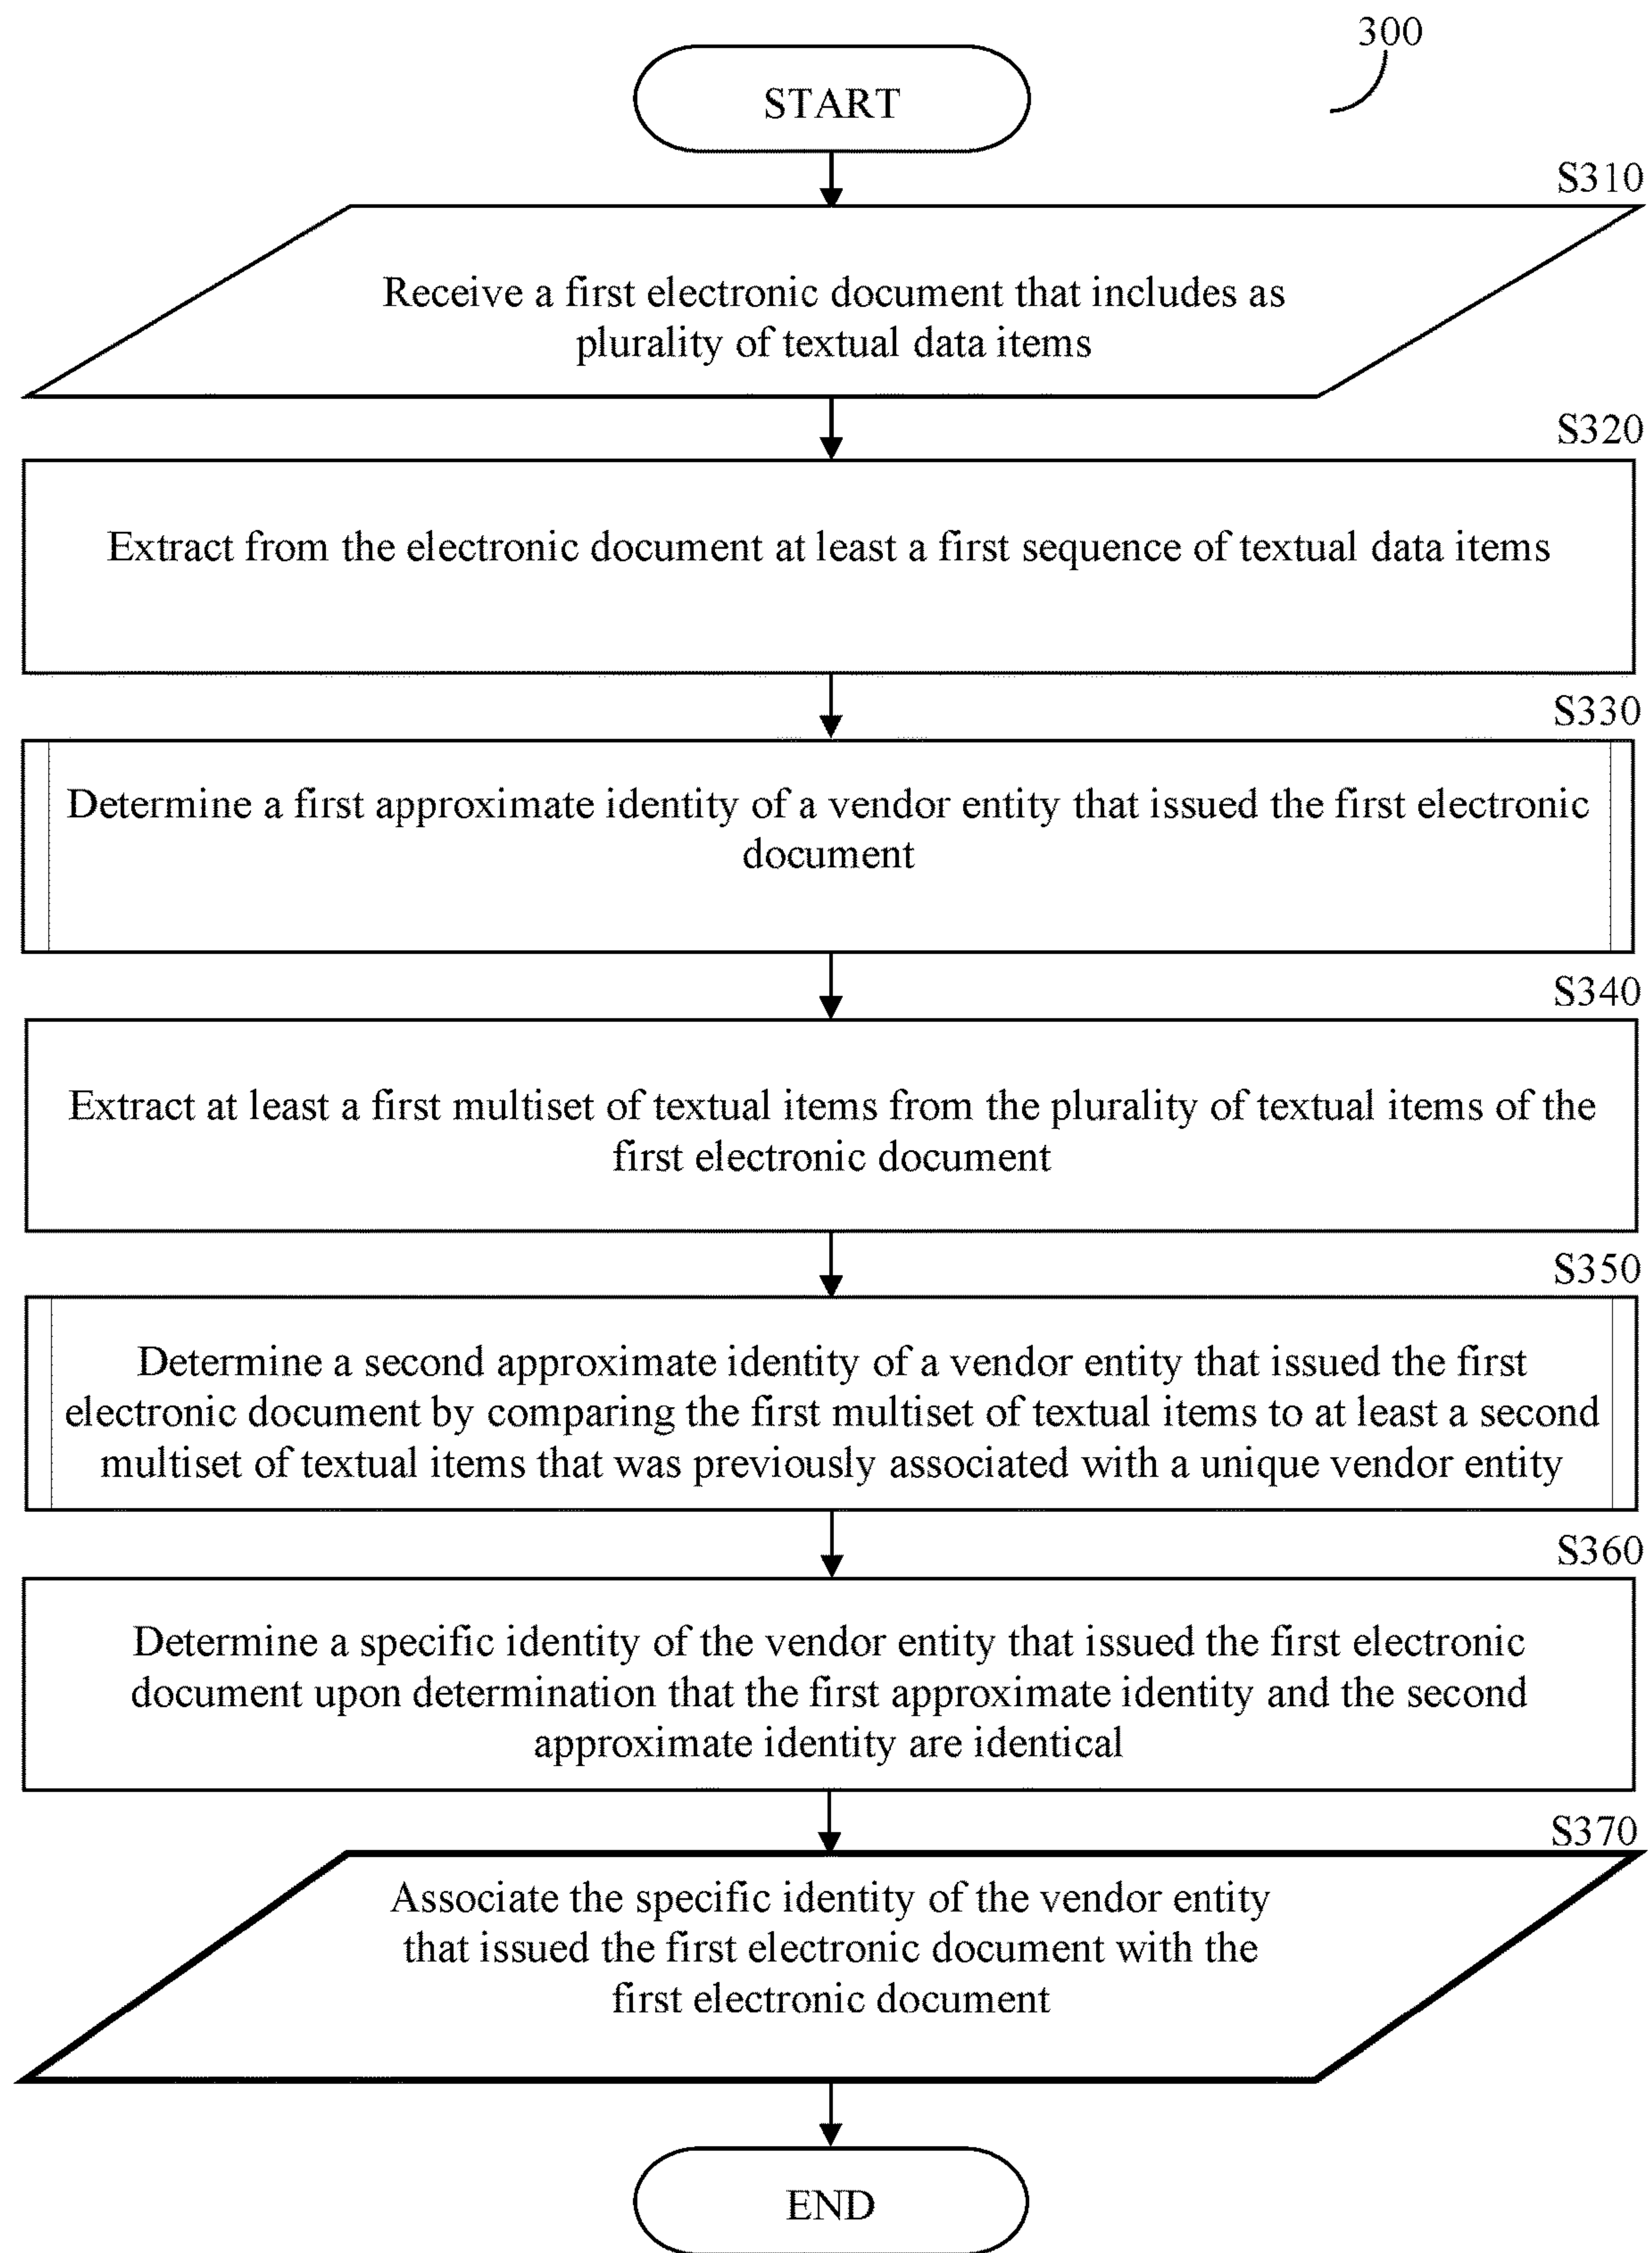 300
START
S310
Receive a first electronic document that includes as
plurality of textual data items
S320
Extract from the electronic document at least a first sequence of textual data items
S330
Determine a first approximate identity of a vendor entity that issued the first electronic
document
S340
Extract at least a first multiset of textual items from the plurality of textual items of the
first electronic document
S350
Determine a second approximate identity of a vendor entity that issued the first
electronic document by comparing the first multiset of textual items to at least a second
multiset of textual items that was previously associated with a unique vendor entity
S360
Determine a specific identity of the vendor entity that issued the first electronic
document upon determination that the first approximate identity and the second
approximate identity are identical
S370
Associate the specific identity of the vendor entity
that issued the first electronic document with the
first electronic document
END